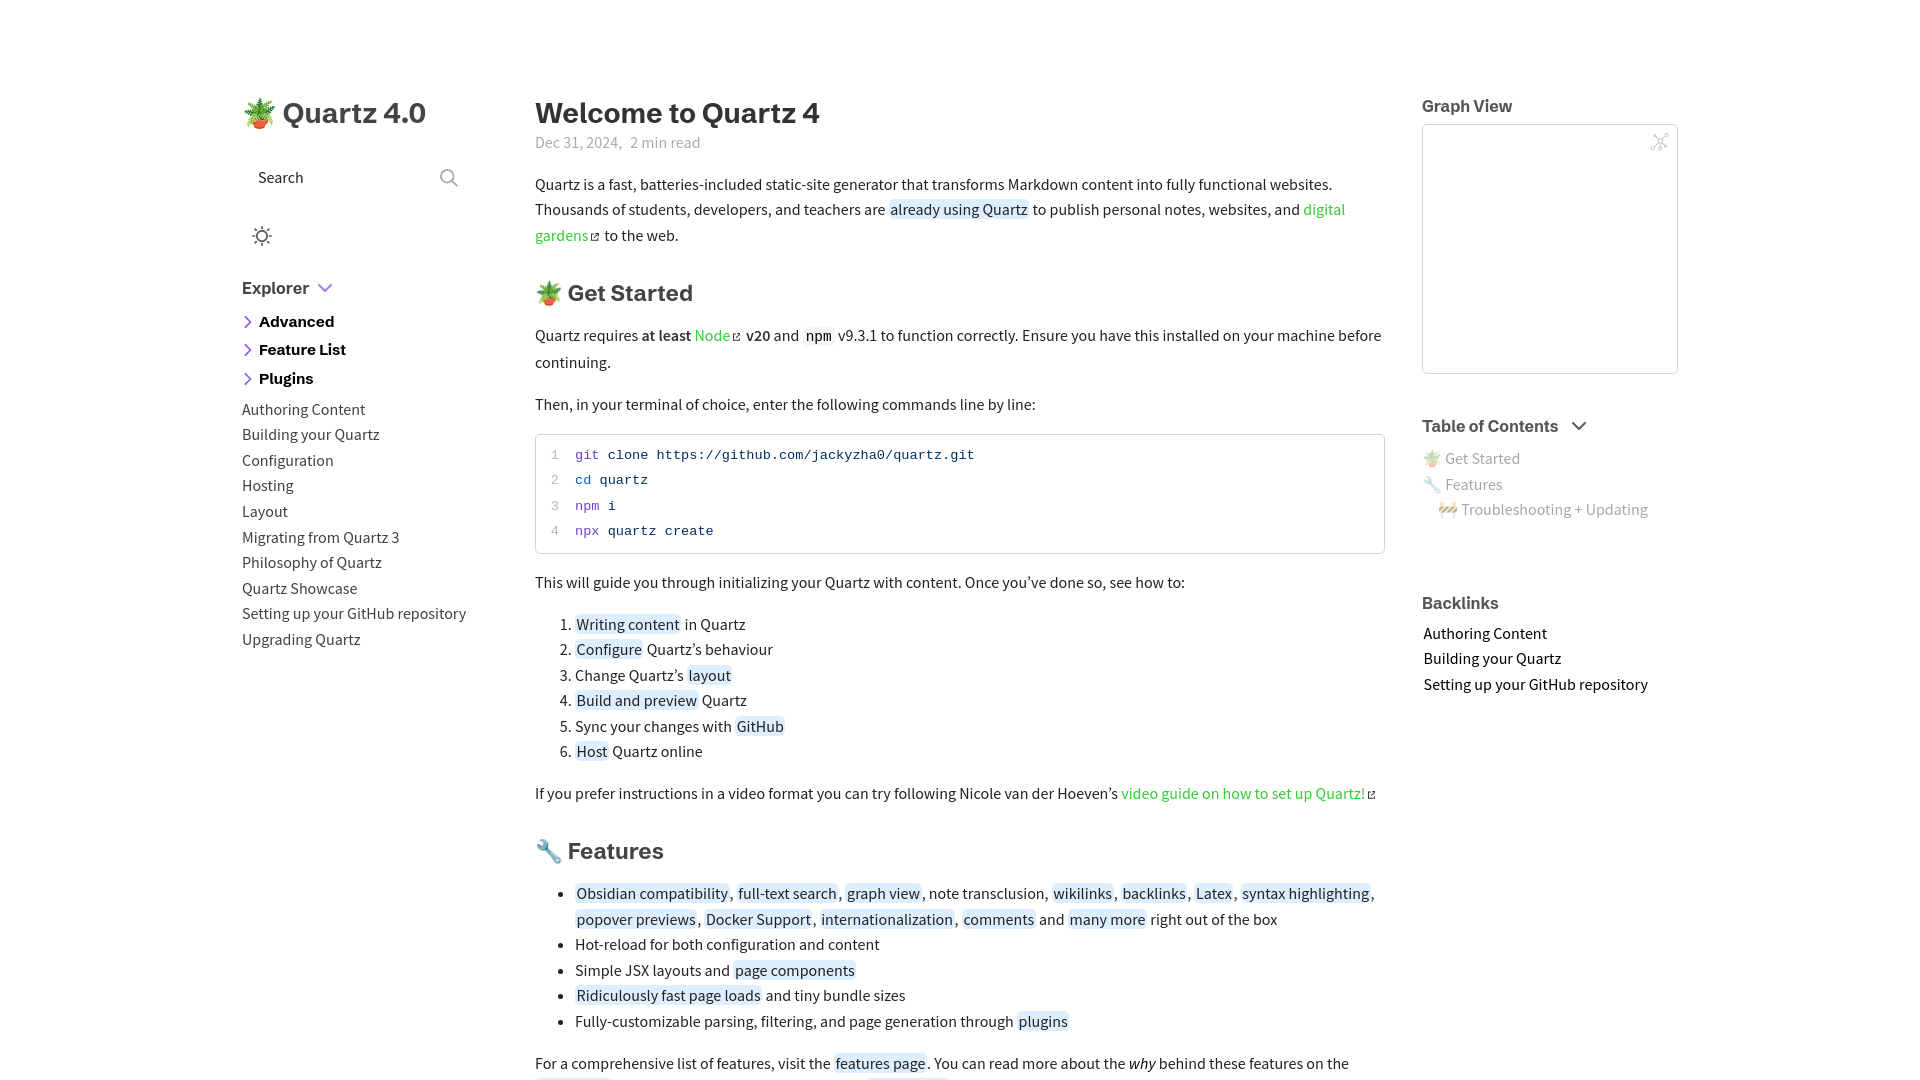 🪴 Quartz 4.0
Search
Explorer
Advanced
Feature List
Plugins
Authoring Content
Building your Quartz
Configuration
Hosting
Layout
Migrating from Quartz 3
Philosophy of Quartz
Quartz Showcase
Setting up your GitHub repository
Upgrading Quartz
Welcome to Quartz 4
Dec 31, 2024, 2 min read
Quartz is a fast, batteries-included static-site generator that transforms Markdown content into fully functional websites.
Thousands of students, developers, and teachers are already using Quartz to publish personal notes, websites, and digital
gardens to the web.
🪴 Get Started
Quartz requires at least Node v20 and npm v9.3.1 to function correctly. Ensure you have this installed on your machine before
continuing.
Then, in your terminal of choice, enter the following commands line by line:
1 git clone https://github.com/jackyzha0/quartz.git
2 cd quartz
3 npm i
4 npx quartz create
This will guide you through initializing your Quartz with content. Once you’ve done so, see how to:
1. Writing content in Quartz
2. Configure Quartz’s behaviour
3. Change Quartz’s layout
4. Build and preview Quartz
5. Sync your changes with GitHub
6. Host Quartz online
If you prefer instructions in a video format you can try following Nicole van der Hoeven’s video guide on how to set up Quartz!
🔧 Features
• Obsidian compatibility, full-text search, graph view, note transclusion, wikilinks, backlinks, Latex, syntax highlighting,
popover previews, Docker Support, internationalization, comments and many more right out of the box
• Hot-reload for both configuration and content
• Simple JSX layouts and page components
• Ridiculously fast page loads and tiny bundle sizes
• Fully-customizable parsing, filtering, and page generation through plugins
For a comprehensive list of features, visit the features page. You can read more about the why behind these features on the
Graph View
Table of Contents
🪴 Get Started
🔧 Features
🚧 Troubleshooting + Updating
Backlinks
Authoring Content
Building your Quartz
Setting up your GitHub repository